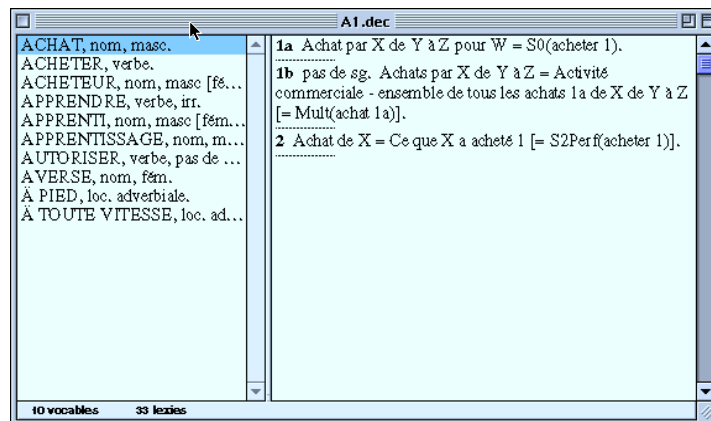 A1.dec
ACHAT, nom, masc.
ACHETER, verbe.
ACHETEUR, nom, masc [fé...
APPRENDRE, verbe, irr.
APPRENTI, nom, masc [fém...
APPRENTISSAGE, nom, m...
AUTORISER, verbe, pas de ...
AVERSE, nom, fém.
Ä PIED, loc. adverbiale.
Ä TOUTE VITESSE, loc. ad...
1a Achat par X de Y à Z pour W = S0(acheter 1).
1b pas de sg. Achats par X de Y à Z = Activité
commerciale - ensemble de tous les achats 1a de X de Y à Z
[= Mult(achat 1a)].
2 Achat de X = Ce que X a acheté 1 [= S2Perf(acheter 1)].
10 vocables 33 lexies